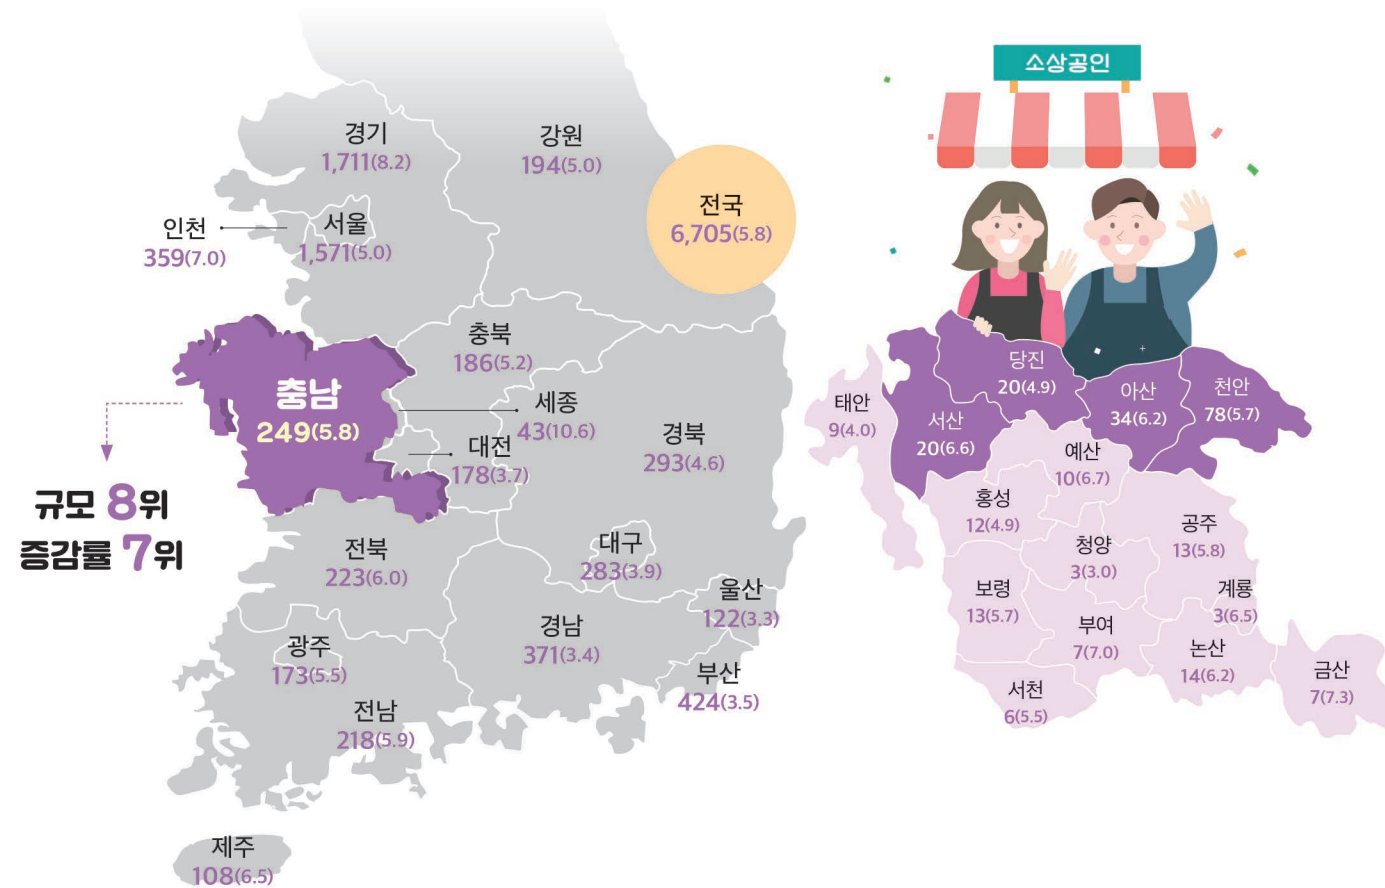 경기
1,711(8.2)
강원
194(5.0)
전국
6,705(5.8)
인천
359(7.0)
서울
1,571(5.0)
충북
186(5.2)
충남
249(5.8)
세종
43(10.6)
대전
178(3.7)
경북
293(4.6)
규모 8위
증감률 7위
전북
223(6.0)
대구
283(3.9)
울산
122(3.3)
경남
371(3.4)
광주
173(5.5)
부산
424(3.5)
전남
218(5.9)
제주
108(6.5)
소상공인
당진
20(4.9)
아산
34(6.2)
천안
78(5.7)
태안
9(4.0)
서산
20(6.6)
예산
10(6.7)
홍성
12(4.9)
공주
13(5.8)
청양
3(3.0)
보령
13(5.7)
계룡
3(6.5)
부여
7(7.0)
논산
14(6.2)
금산
7(7.3)
서천
6(5.5)